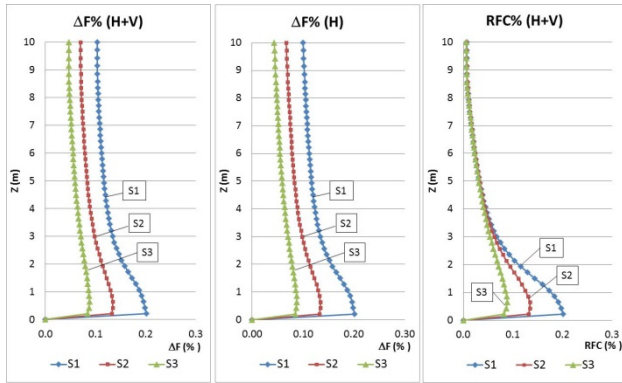 ΔF% (H+V)
10
9
8
7
6
5
4
3
2
1
0
Z (m)
S1
S2
S3
0.0 0.1 0.2 0.3
ΔF (% )
S1 S2 S3
ΔF% (H)
10
9
8
7
6
5
4
3
2
1
0
Z (m)
S1
S2
S3
0.00 0.10 0.20 0.30
ΔF (% )
S1 S2 S3
RFC% (H+V)
10
9
8
7
6
5
4
3
2
1
0
Z (m)
S1
S2
S3
0.0 0.1 0.2 0.3
RFC (% )
S1 S2 S3